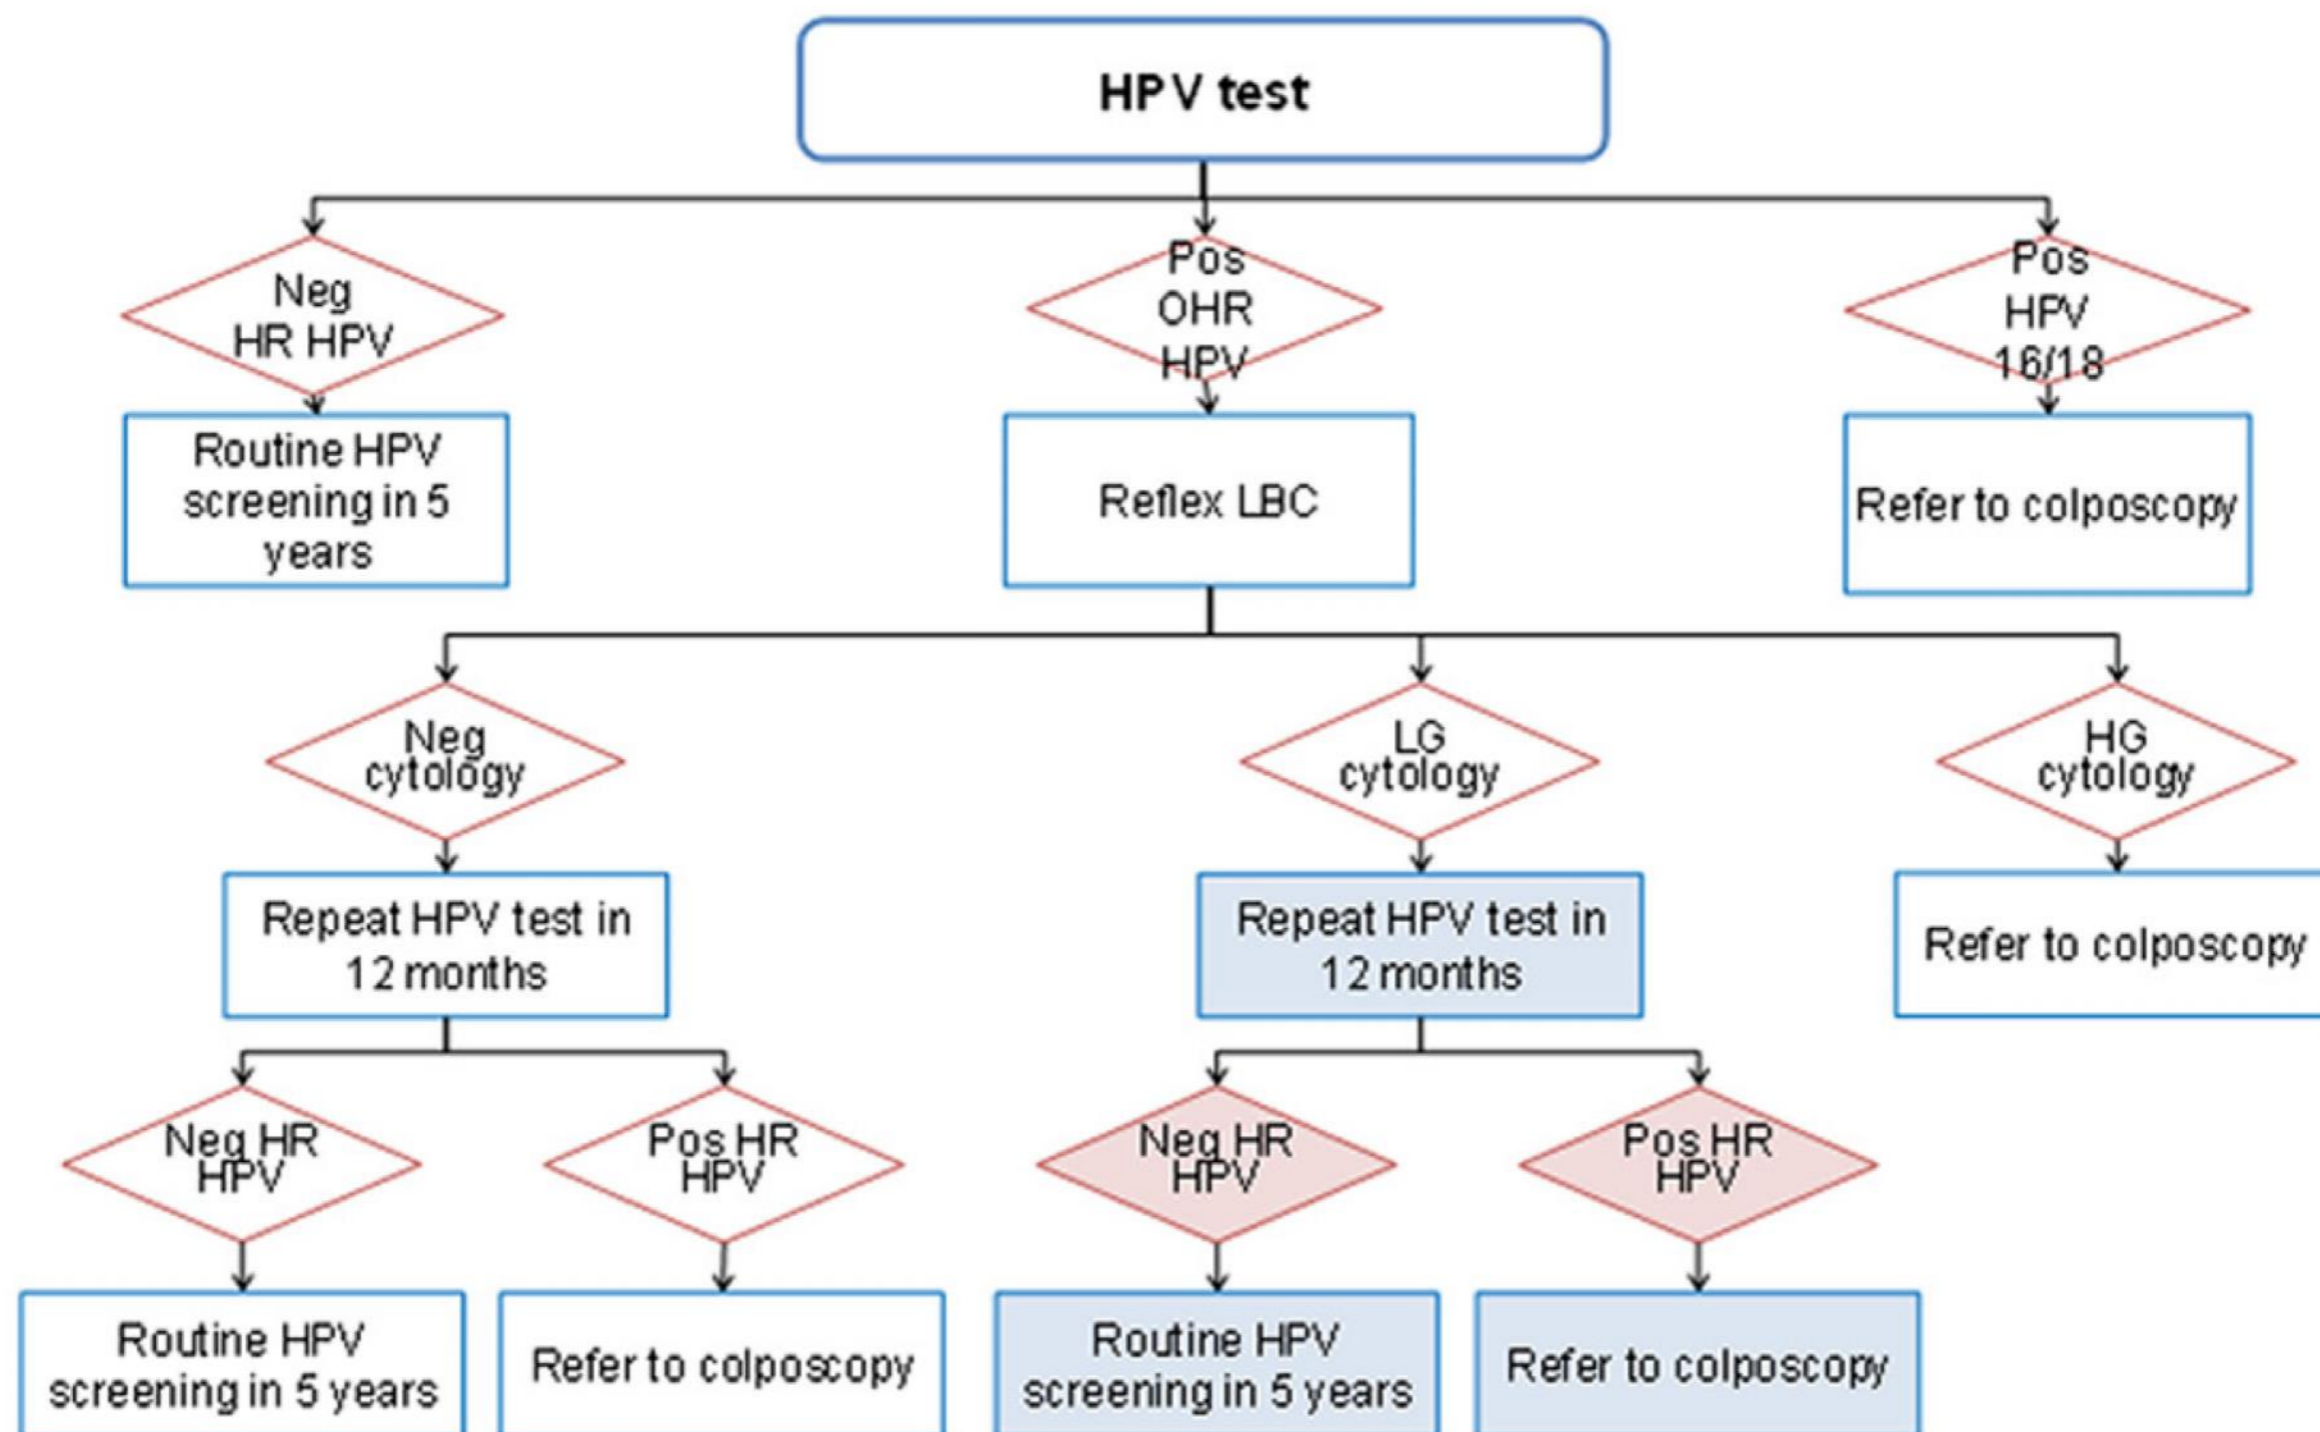 HPV test
Neg
HR HPV
Pos
OHR
HPV
Pos
HPV
16/18
Routine HPV
screening in 5
years
Reflex LBC
Refer to colposcopy
Neg
cytology
LG
cytology
HG
cytology
Repeat HPV test in
12 months
Repeat HPV test in
12 months
Refer to colposcopy
Neg HR
HPV
Pos HR
HPV
Neg HR
HPV
Pos HR
HPV
Routine HPV
screening in 5 years
Refer to colposcopy
Routine HPV
screening in 5 years
Refer to colposcopy